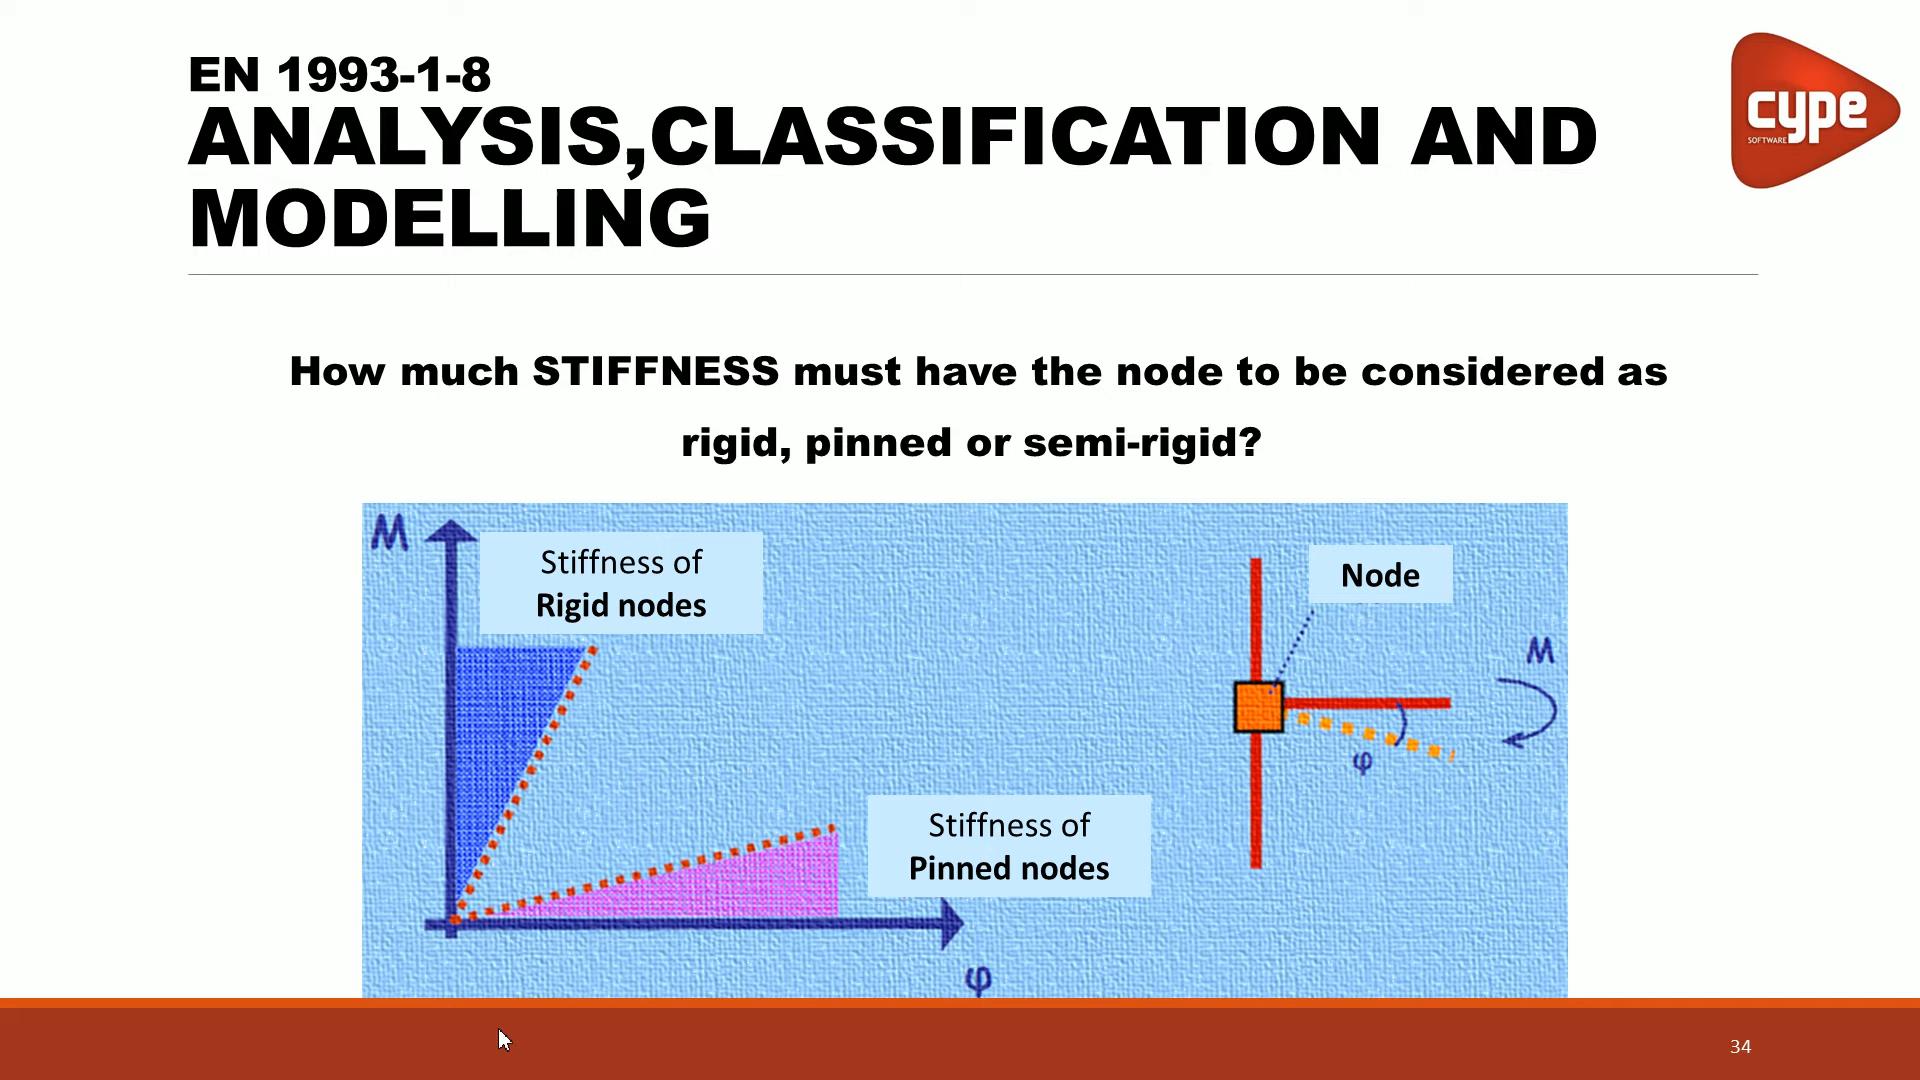 EN 1993-1-8
ANALYSIS,CLASSIFICATION AND
MODELLING
cype
SOFTWARE
How much STIFFNESS must have the node to be considered as
rigid, pinned or semi-rigid?
M
Stiffness of
Rigid nodes
Node
M
φ
Stiffness of
Pinned nodes
φ
34